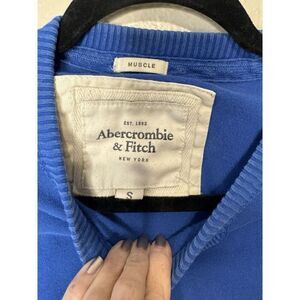 MUSCLE
EST. 1892
Abercrombie
& Fitch
NEW YORK
S